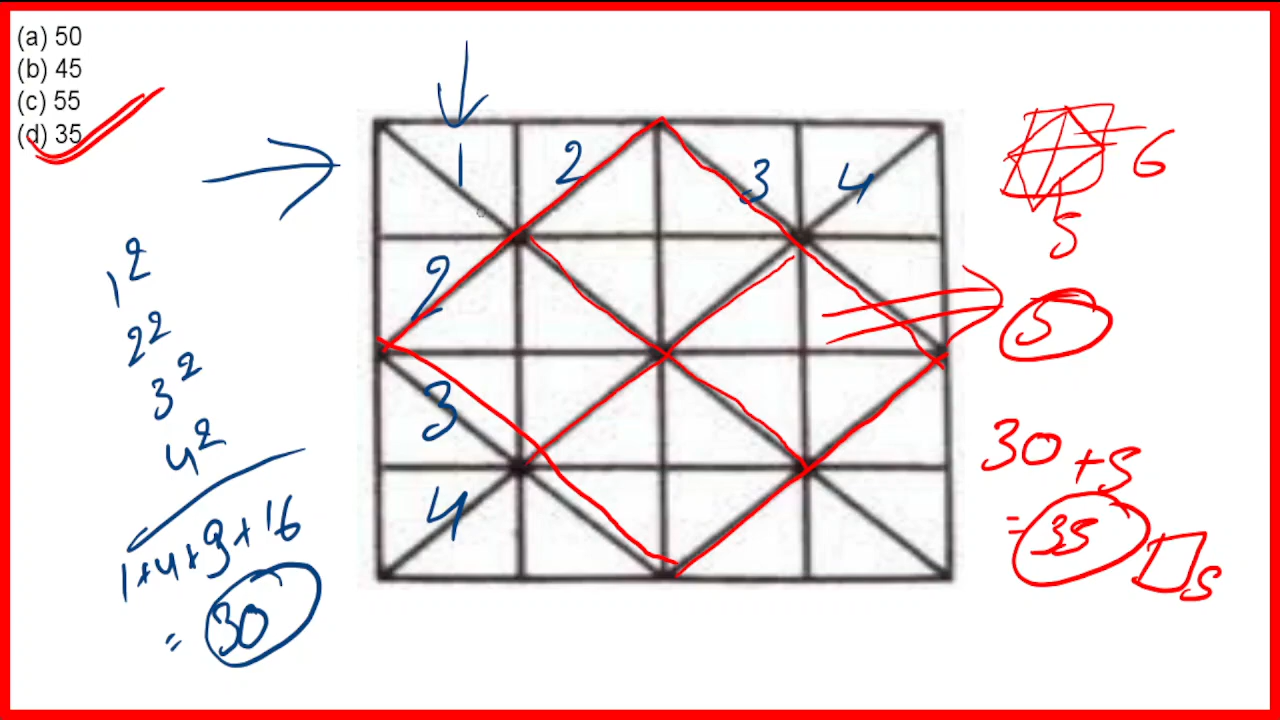 (a) 50
(b) 45
(c) 55
(d) 35
1 2 3 4
2
3
4
1²
2²
3²
4²
1+4+9+16
= 30
6
5
5
30 + 5
= 35
s